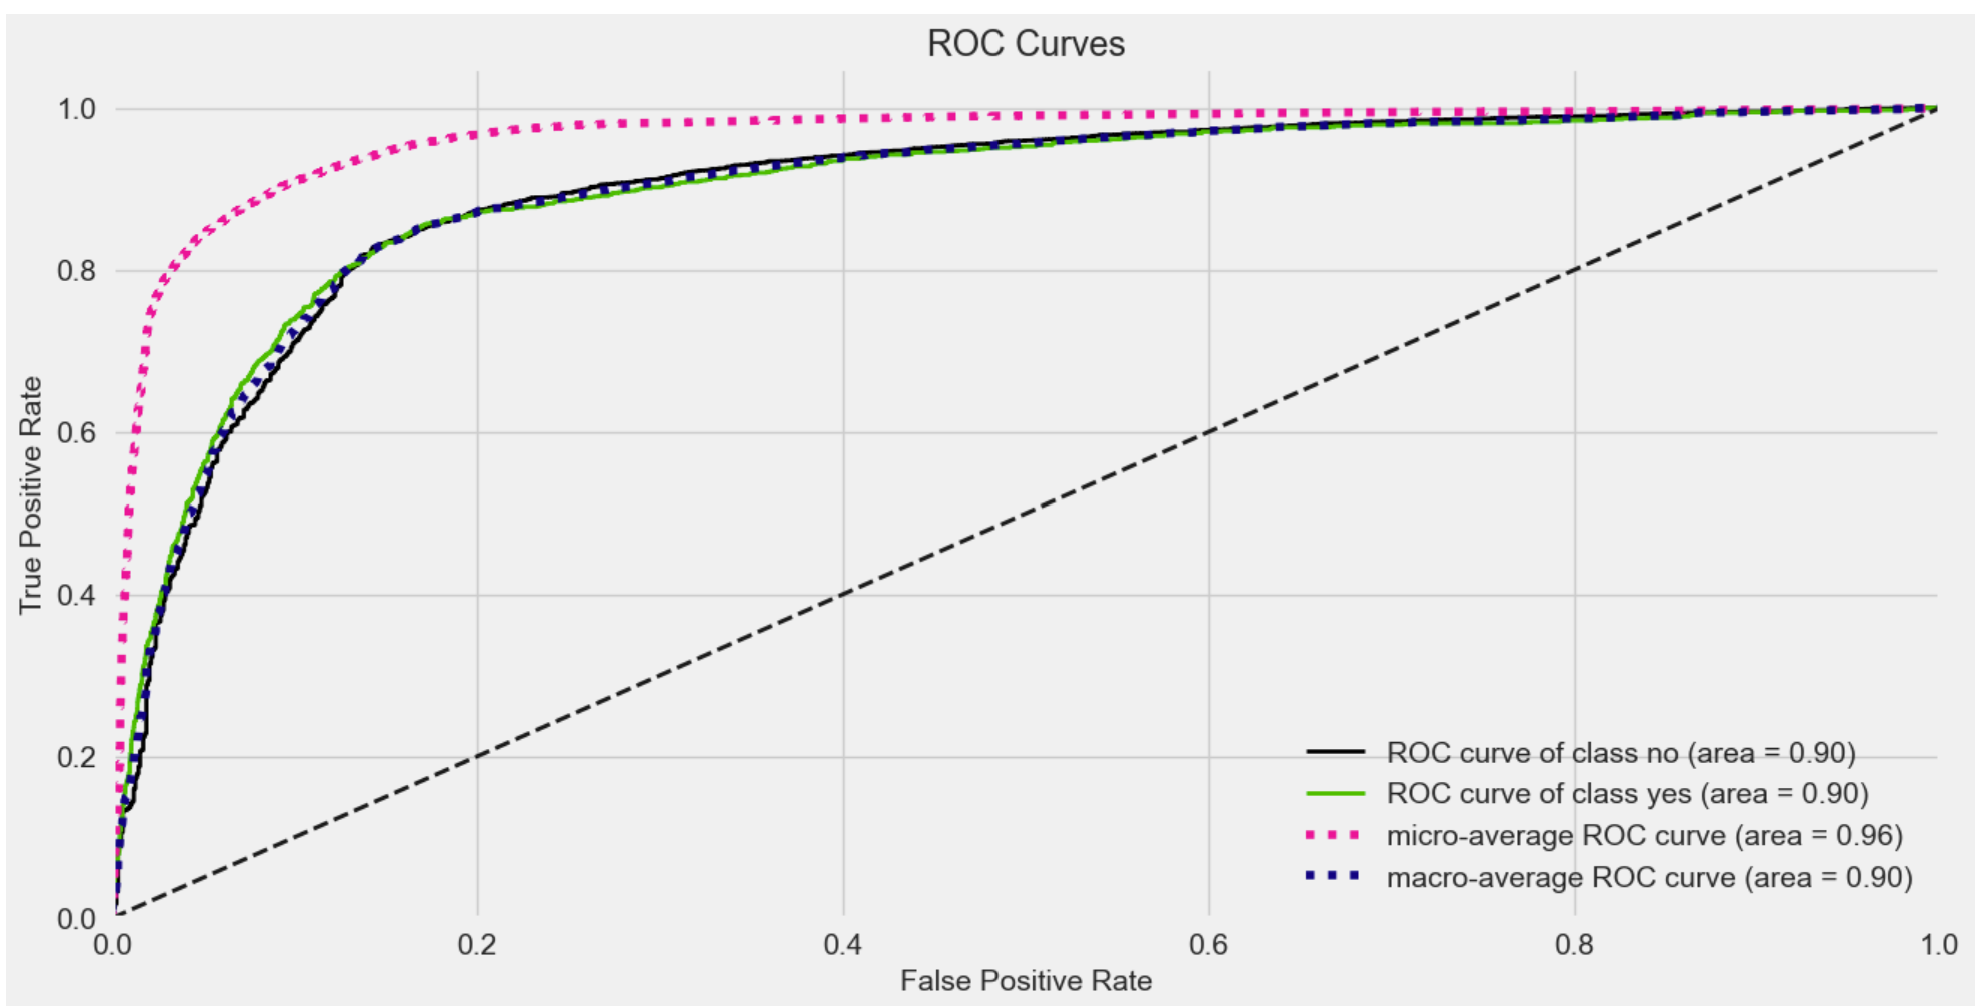 ROC Curves
True Positive Rate
1.0
0.8
0.6
0.4
0.2
0.0
0.0 0.2 0.4 0.6 0.8 1.0
False Positive Rate
ROC curve of class no (area = 0.90)
ROC curve of class yes (area = 0.90)
micro-average ROC curve (area = 0.96)
macro-average ROC curve (area = 0.90)